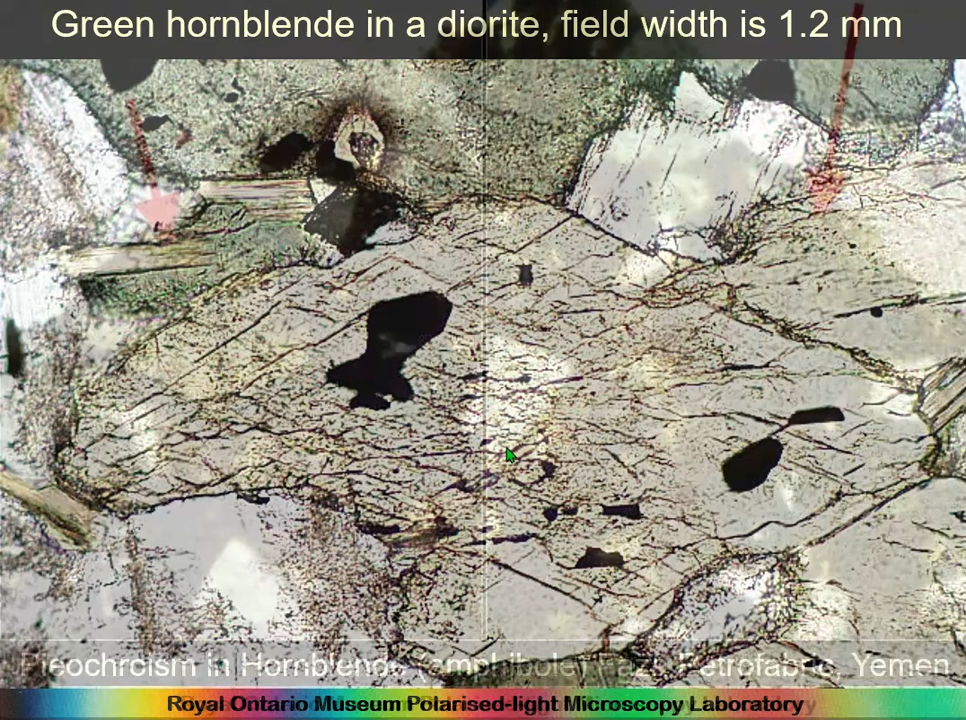 Green hornblende in a diorite, field width is 1.2 mm
Pleochroism in Hornblende (amphibole) Petrofabric, Yemen
Royal Ontario Museum Polarised-light Microscopy Laboratory